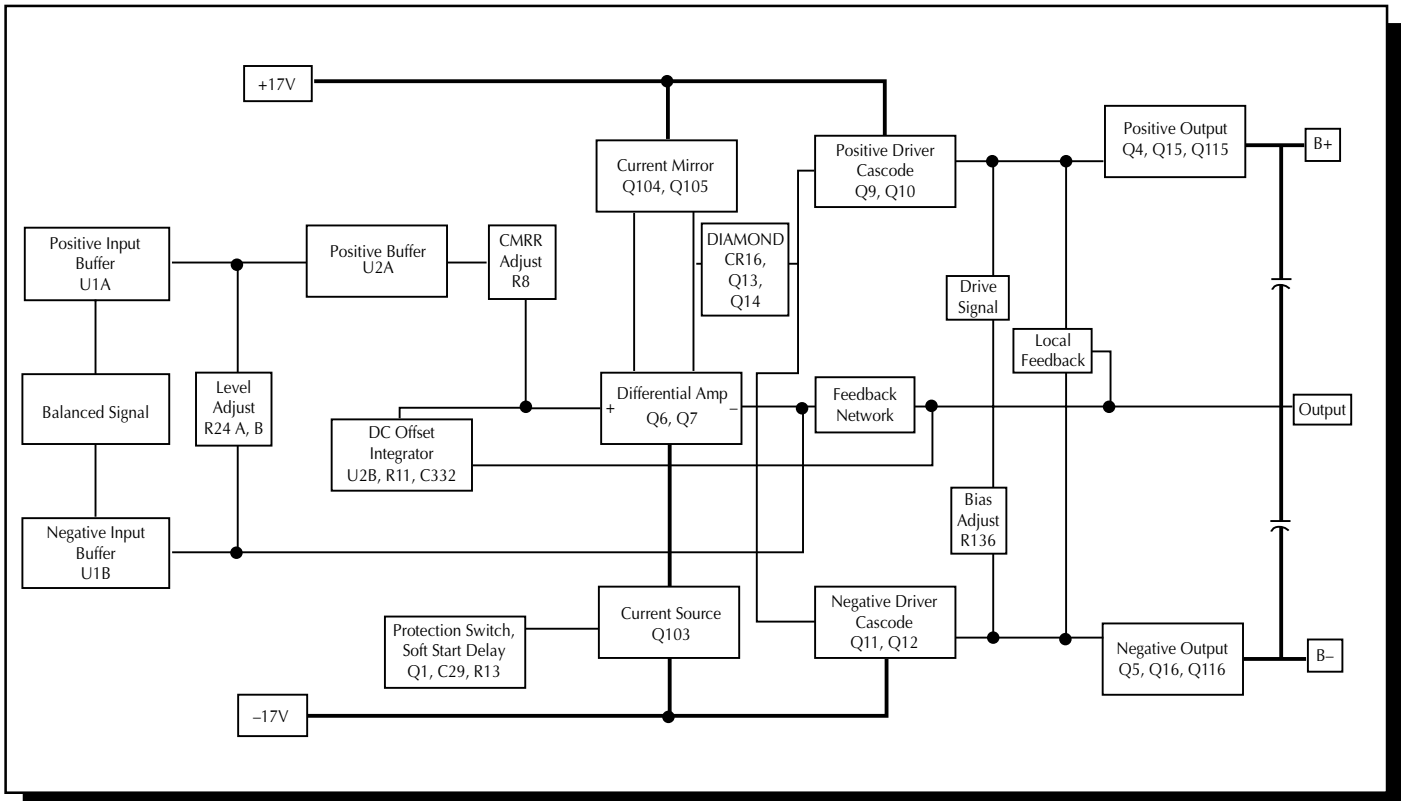 +17V
Positive Output
Q4, Q15, Q115
B+
Positive Driver
Cascode
Q9, Q10
Current Mirror
Q104, Q105
Positive Input
Buffer
U1A
Positive Buffer
U2A
CMRR
Adjust
R8
DIAMOND
CR16,
Q13,
Q14
Drive
Signal
Local
Feedback
Balanced Signal
Level
Adjust
R24 A, B
Differential Amp
+
Q6, Q7
–
Feedback
Network
Output
DC Offset
Integrator
U2B, R11, C332
Bias
Adjust
R136
Negative Input
Buffer
U1B
Current Source
Q103
Negative Driver
Cascode
Q11, Q12
Protection Switch,
Soft Start Delay
Q1, C29, R13
Negative Output
Q5, Q16, Q116
B–
–17V